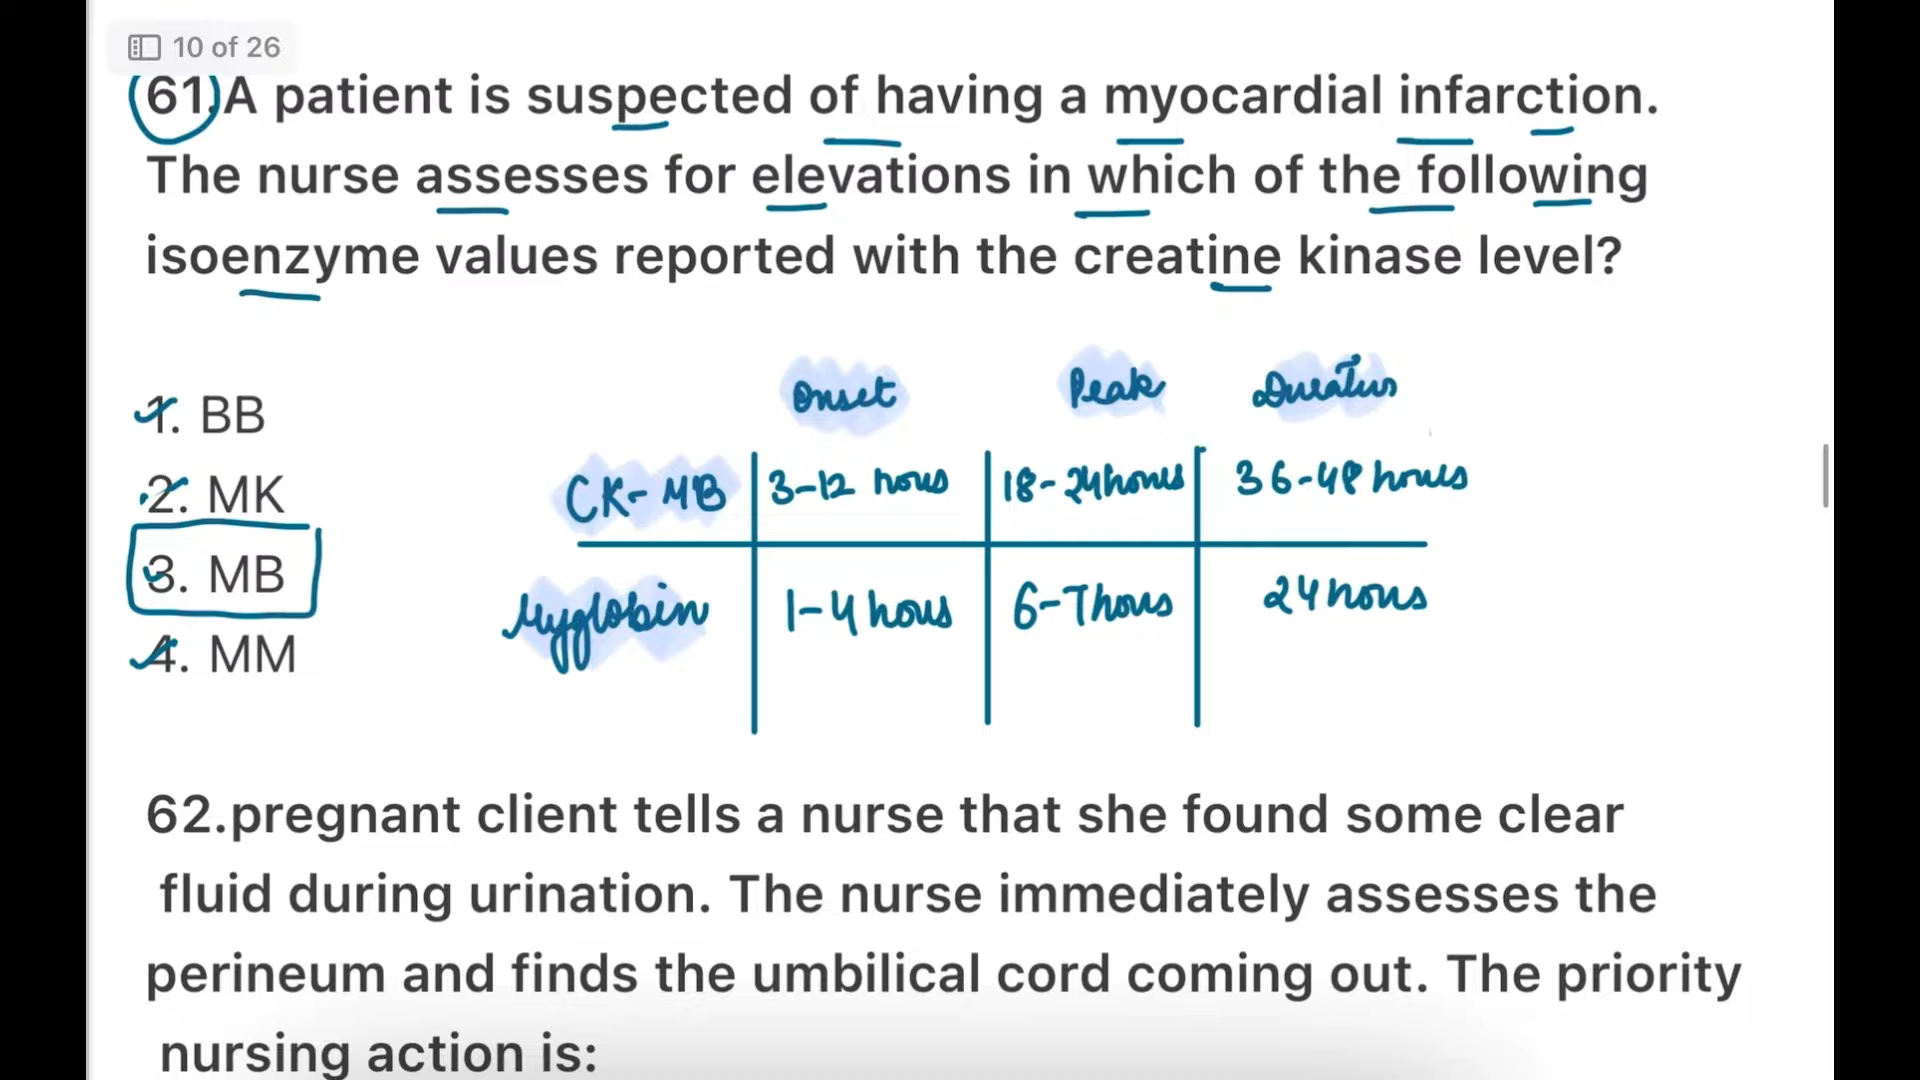 10 of 26
61.A patient is suspected of having a myocardial infarction.
The nurse assesses for elevations in which of the following
isoenzyme values reported with the creatine kinase level?
Onset Peak Duration
1. BB
CK-MB 3-12 hours 18-24 hours 36-48 hours
2. MK
3. MB
Myglobin 1-4 hours 6-7 hours 24 hours
4. MM
62.pregnant client tells a nurse that she found some clear
fluid during urination. The nurse immediately assesses the
perineum and finds the umbilical cord coming out. The priority
nursing action is: